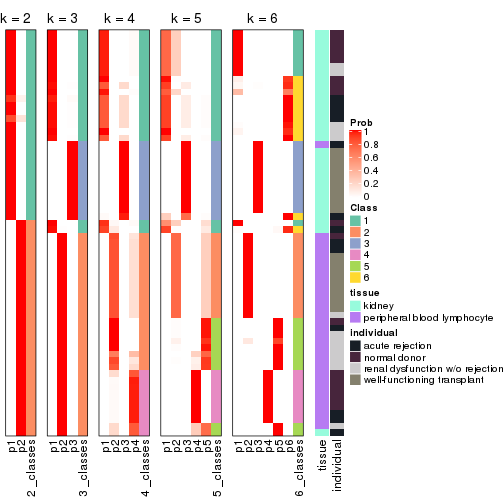 k = 2 k = 3 k = 4 k = 5 k = 6
Prob
1
0.8
0.6
0.4
0.2
0
Class
1
2
3
4
5
6
tissue
kidney
peripheral blood lymphocyte
individual
acute rejection
normal donor
renal dysfunction w/o rejection
well-functioning transplant
p1
p2
2_classes
p1
p2
p3
3_classes
p1
p2
p3
p4
4_classes
p1
p2
p3
p4
p5
5_classes
p1
p2
p3
p4
p5
p6
6_classes
tissue
individual